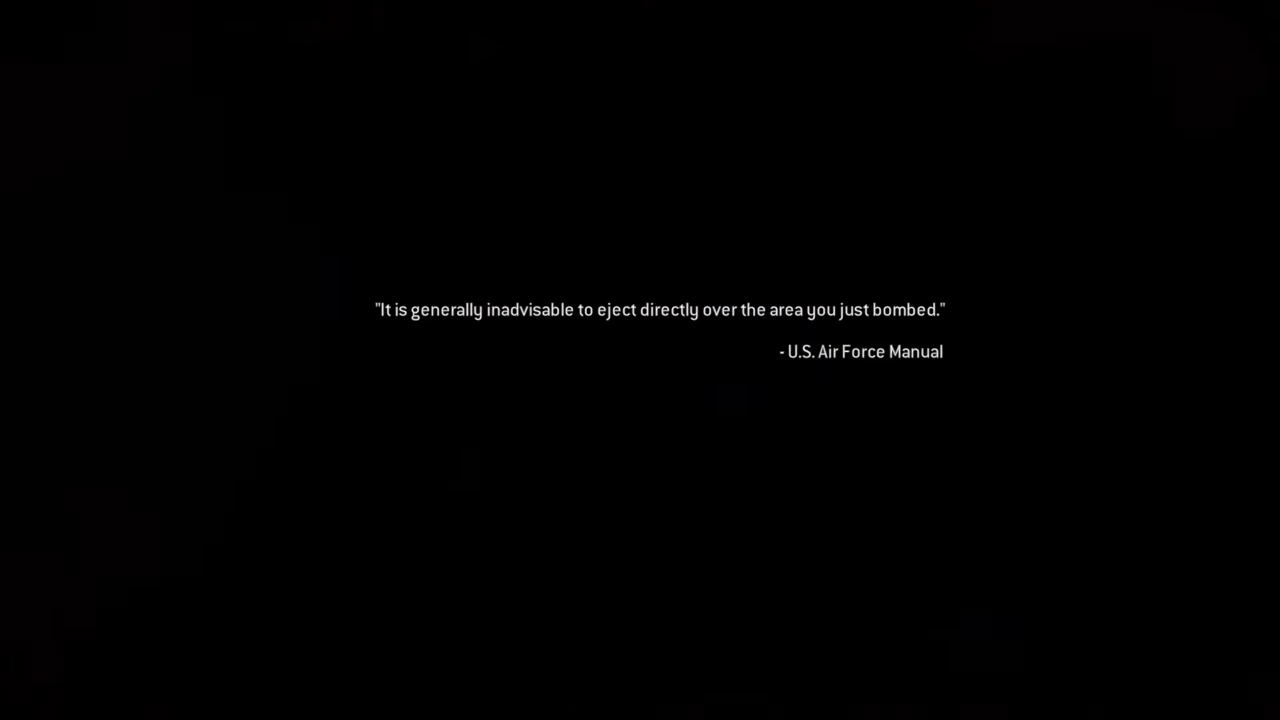 "It is generally inadvisable to eject directly over the area you just bombed."
- U.S. Air Force Manual